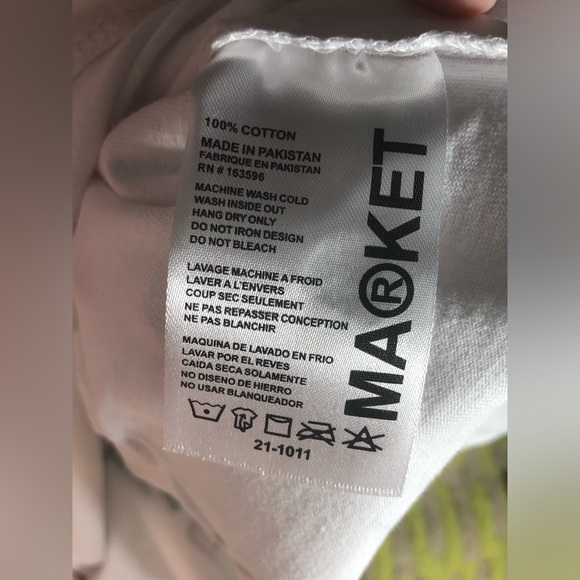 100% COTTON
MADE IN PAKISTAN
FABRIQUE EN PAKISTAN
RN # 163596
MACHINE WASH COLD
WASH INSIDE OUT
HANG DRY ONLY
DO NOT IRON DESIGN
DO NOT BLEACH
LAVAGE MACHINE A FROID
LAVER A L'ENVERS
COUP SEC SEULEMENT
NE PAS REPASSER CONCEPTION
NE PAS BLANCHIR
MAQUINA DE LAVADO EN FRIO
LAVAR POR EL REVES
CAIDA SECA SOLAMENTE
NO DISENO DE HIERRO
NO USAR BLANQUEADOR
21-1011
MA®KET